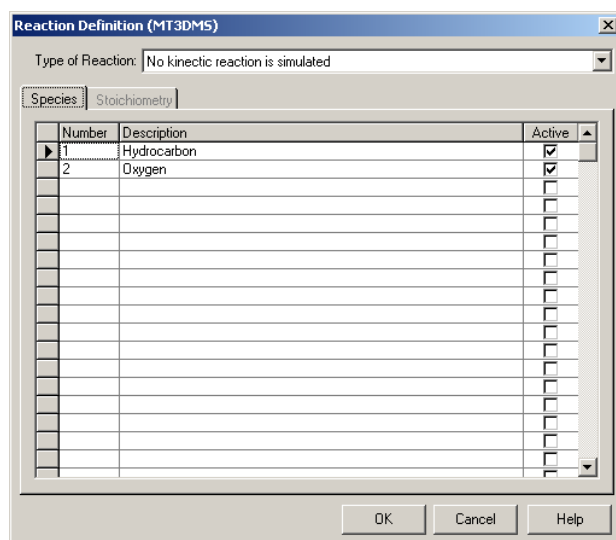 Reaction Definition (MT3DMS)
Type of Reaction: No kinetic reaction is simulated
Species Stoichiometry
Number Description Active
1 Hydrocarbon
2 Oxygen
OK Cancel Help